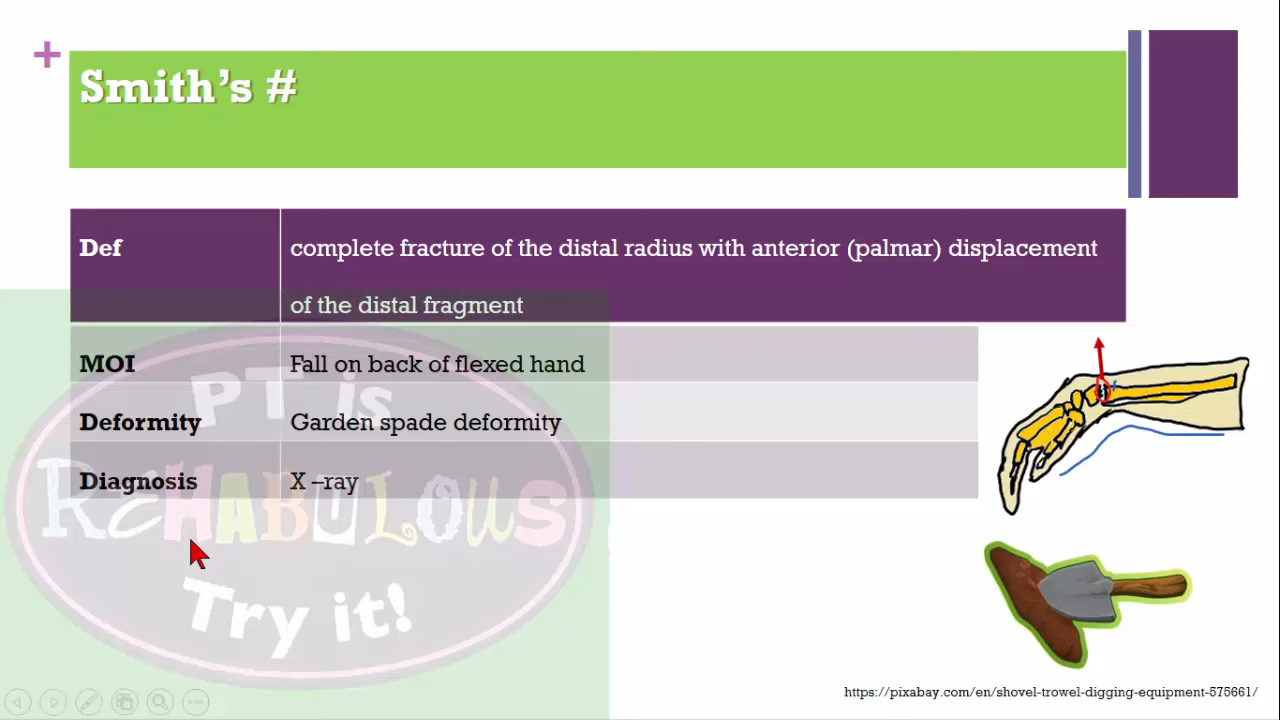 +
Smith's #
Def complete fracture of the distal radius with anterior (palmar) displacement
of the distal fragment
MOI Fall on back of flexed hand
Deformity Garden spade deformity
Diagnosis X –ray
PT is
REHABULOUS
Try it!
https://pixabay.com/en/shovel-trowel-digging-equipment-575661/